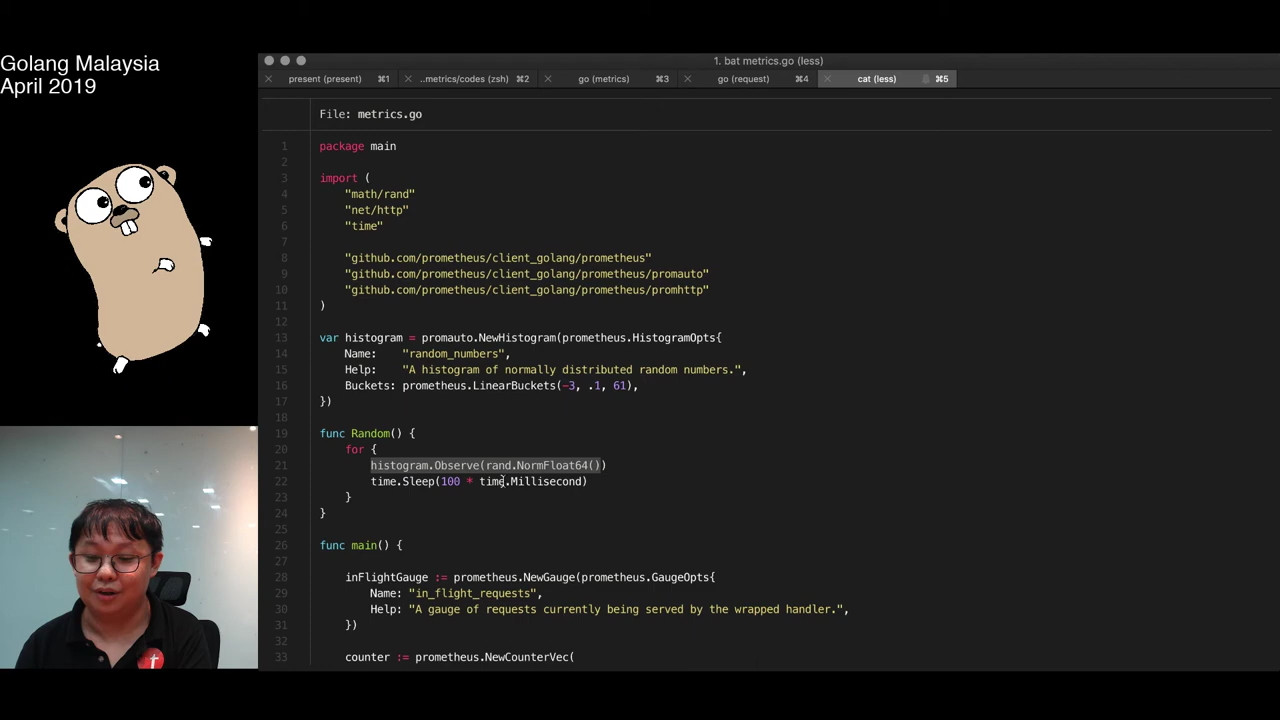 Golang Malaysia
April 2019
1. bat metrics.go (less)
present (present) ⌘1
..metrics/codes (zsh) ⌘2
go (metrics) ⌘3
go (request) ⌘4
cat (less) ⌘5
File: metrics.go
1 package main
2
3 import (
4 "math/rand"
5 "net/http"
6 "time"
7
8 "github.com/prometheus/client_golang/prometheus"
9 "github.com/prometheus/client_golang/prometheus/promauto"
10 "github.com/prometheus/client_golang/prometheus/promhttp"
11 )
12
13 var histogram = promauto.NewHistogram(prometheus.HistogramOpts{
14 Name: "random_numbers",
15 Help: "A histogram of normally distributed random numbers.",
16 Buckets: prometheus.LinearBuckets(-3, .1, 61),
17 })
18
19 func Random() {
20 for {
21 histogram.Observe(rand.NormFloat64())
22 time.Sleep(100 * time.Millisecond)
23 }
24 }
25
26 func main() {
27
28 inFlightGauge := prometheus.NewGauge(prometheus.GaugeOpts{
29 Name: "in_flight_requests",
30 Help: "A gauge of requests currently being served by the wrapped handler.",
31 })
32
33 counter := prometheus.NewCounterVec(